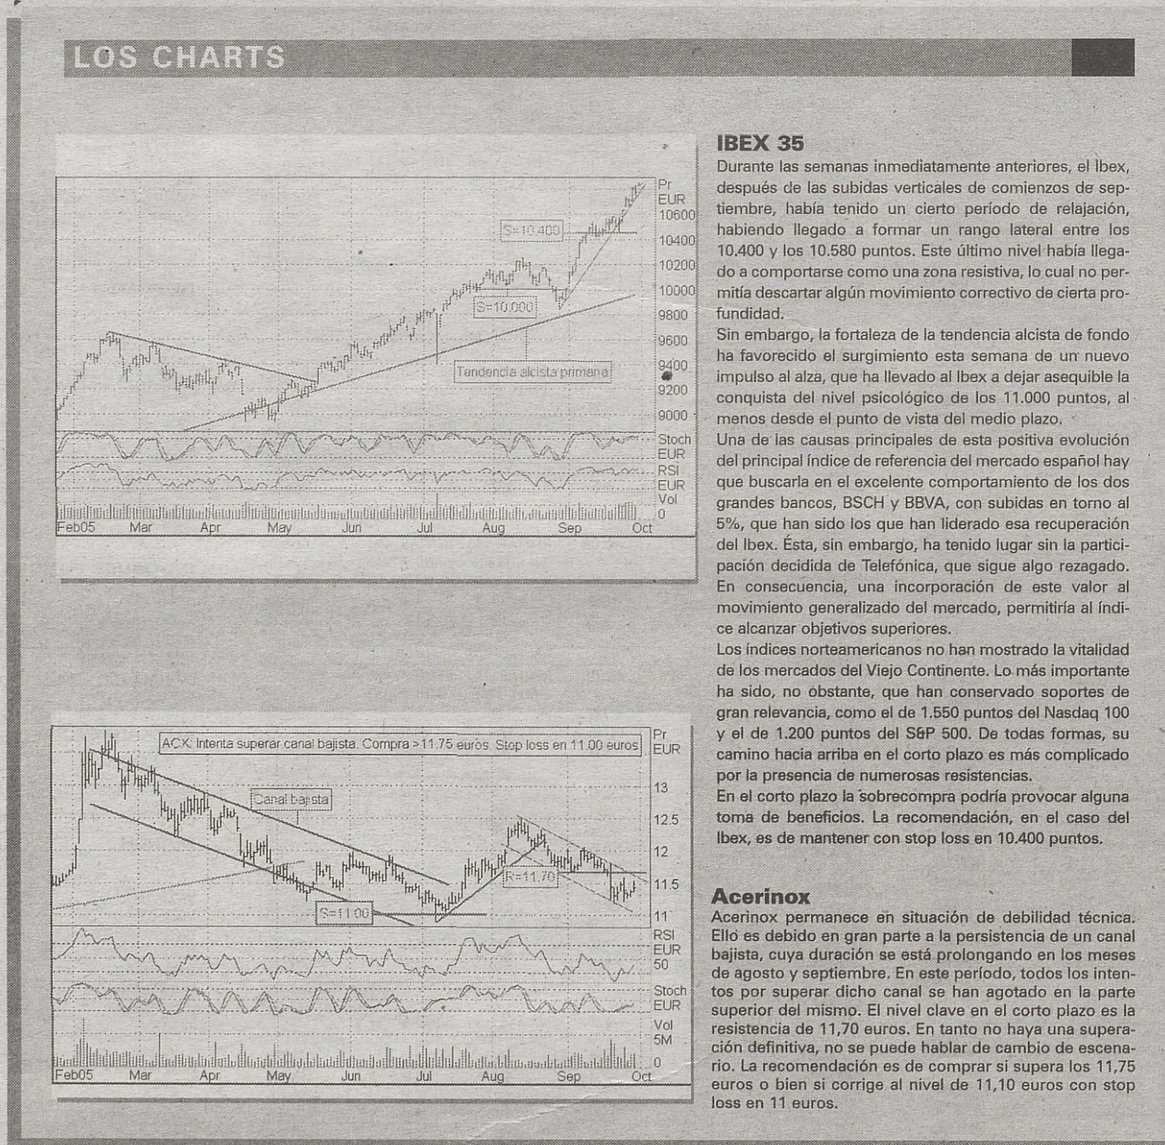 LOS CHARTS
Pr
EUR
10600
10400
10200
10000
9800
9600
9400
9200
9000
S=10.400
S=10.000
Tendencia alcista primaria
Stoch
EUR
RSI
EUR
Vol
0
Feb05 Mar Apr May Jun Jul Aug Sep Oct
IBEX 35
Durante las semanas inmediatamente anteriores, el Ibex,
después de las subidas verticales de comienzos de sep-
tiembre, había tenido un cierto período de relajación,
habiendo llegado a formar un rango lateral entre los
10.400 y los 10.580 puntos. Este último nivel había llega-
do a comportarse como una zona resistiva, lo cual no per-
mitía descartar algún movimiento correctivo de cierta pro-
fundidad.
Sin embargo, la fortaleza de la tendencia alcista de fondo
ha favorecido el surgimiento esta semana de un nuevo
impulso al alza, que ha llevado al Ibex a dejar asequible la
conquista del nivel psicológico de los 11.000 puntos, al
menos desde el punto de vista del medio plazo.
Una de las causas principales de esta positiva evolución
del principal índice de referencia del mercado español hay
que buscarla en el excelente comportamiento de los dos
grandes bancos, BSCH y BBVA, con subidas en torno al
5%, que han sido los que han liderado esa recuperación
del Ibex. Ésta, sin embargo, ha tenido lugar sin la partici-
pación decidida de Telefónica, que sigue algo rezagado.
En consecuencia, una incorporación de este valor al
movimiento generalizado del mercado, permitiría al índi-
ce alcanzar objetivos superiores.
Los índices norteamericanos no han mostrado la vitalidad
de los mercados del Viejo Continente. Lo más importante
ha sido, no obstante, que han conservado soportes de
gran relevancia, como el de 1.550 puntos del Nasdaq 100
y el de 1.200 puntos del S&P 500. De todas formas, su
camino hacia arriba en el corto plazo es más complicado
por la presencia de numerosas resistencias.
En el corto plazo la sobrecompra podría provocar alguna
toma de beneficios. La recomendación, en el caso del
Ibex, es de mantener con stop loss en 10.400 puntos.
ACX: Intenta superar canal bajista. Compra >11.75 euros. Stop loss en 11.00 euros
Pr
EUR
13
12.5
12
11.5
11
Canal bajista
R=11.70
S=11.00
RSI
EUR
50
Stoch
EUR
Vol
5M
0
Feb05 Mar Apr May Jun Jul Aug Sep Oct
Acerinox
Acerinox permanece en situación de debilidad técnica.
Ello es debido en gran parte a la persistencia de un canal
bajista, cuya duración se está prolongando en los meses
de agosto y septiembre. En este período, todos los inten-
tos por superar dicho canal se han agotado en la parte
superior del mismo. El nivel clave en el corto plazo es la
resistencia de 11,70 euros. En tanto no haya una supera-
ción definitiva, no se puede hablar de cambio de escena-
rio. La recomendación es de comprar si supera los 11,75
euros o bien si corrige al nivel de 11,10 euros con stop
loss en 11 euros.